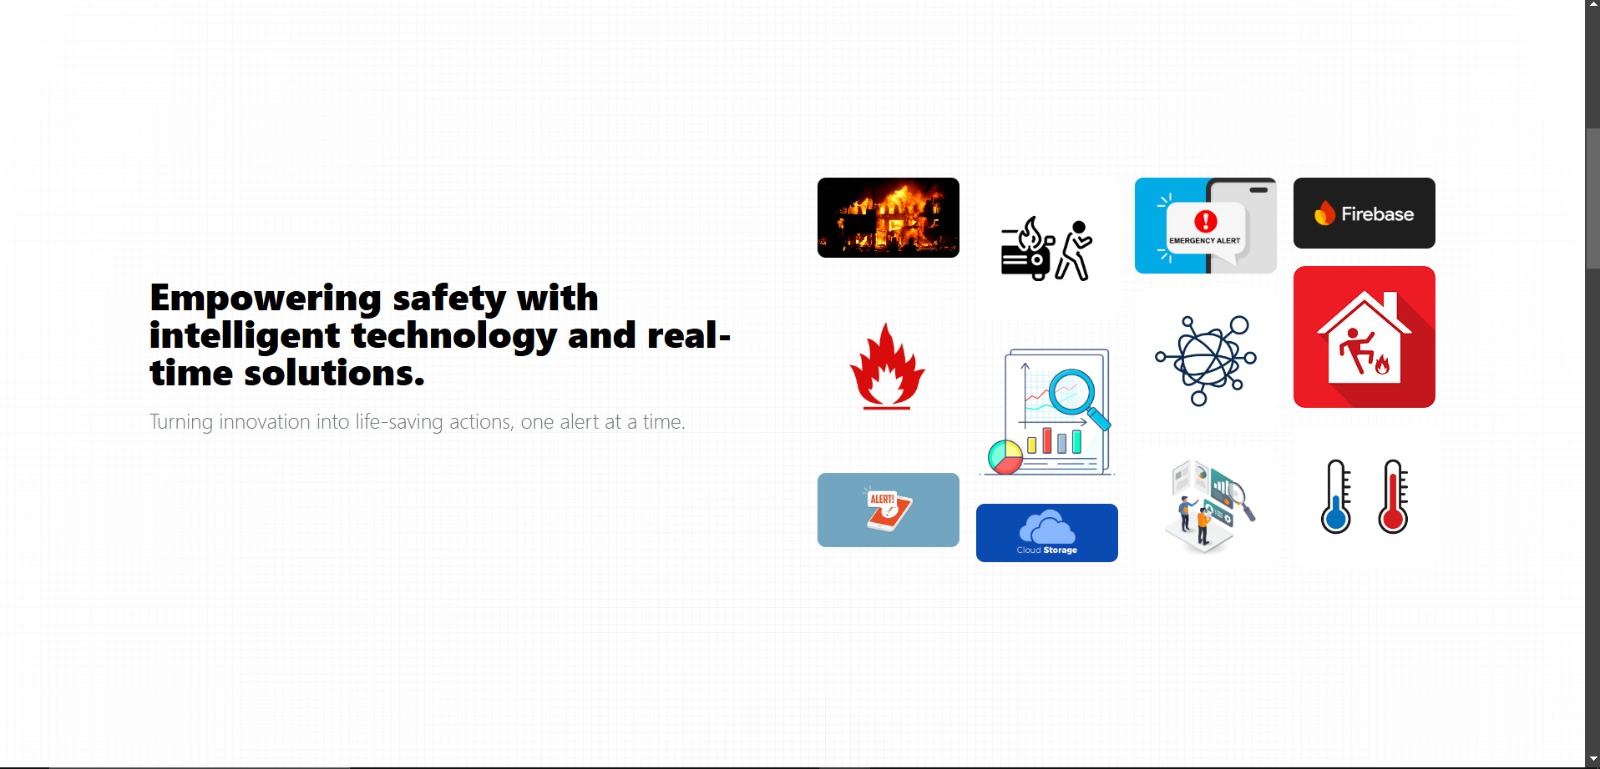 Empowering safety with
intelligent technology and real-
time solutions.
Turning innovation into life-saving actions, one alert at a time.
EMERGENCY ALERT
Firebase
ALERT!
Cloud Storage